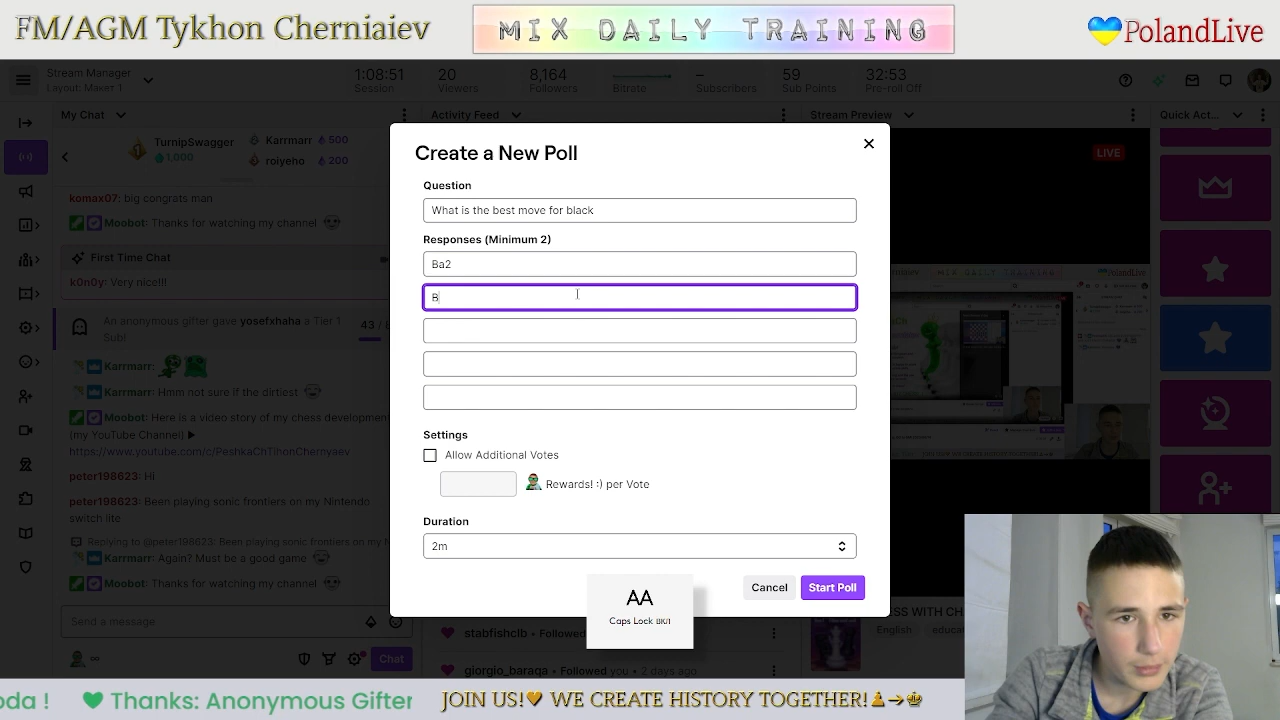 FM/AGM Tykhon Cherniaiev
MIX DAILY TRAINING
PolandLive
Stream Manager
Layout: Макет 1
1:08:51
Session
20
Viewers
8,164
Followers
Bitrate
–
Subscribers
59
Sub Points
32:53
Pre-roll Off
My Chat
Activity Feed
Stream Preview
Quick Act...
TurnipSwagger
1,000
Karrmarr 500
roiyeho 200
komax07: big congrats man
Moobot: Thanks for watching my channel
First Time Chat
k0n0y: Very nice!!!
An anonymous gifter gave yosefxhaha a Tier 1
Sub!
43 /
Karrmarr:
Karrmarr: Hmm not sure if the dirtiest
Moobot: Here is a video story of my chess development
(my YouTube Channel) ▶
https://www.youtube.com/c/PeshkaChTihonChernyaev
peter198623: Hi
peter198623: Been playing sonic frontiers on my Nintendo
switch lite
Replying to @peter198623: Been playing sonic frontiers on my N
Karrmarr: Again? Must be a good game
Moobot: Thanks for watching my channel
Send a message
∞
Chat
Create a New Poll
Question
What is the best move for black
Responses (Minimum 2)
Ba2
B
Settings
Allow Additional Votes
Rewards! :) per Vote
Duration
2m
Cancel
Start Poll
AA
Caps Lock ВКЛ
LIVE
stabfishclb • Followed
giorgio_baraqa • Followed you • 2 days ago
ESS WITH CH
English
educat
oda !
Thanks: Anonymous Gifter
JOIN US!🧡 WE CREATE HISTORY TOGETHER!♟→♚